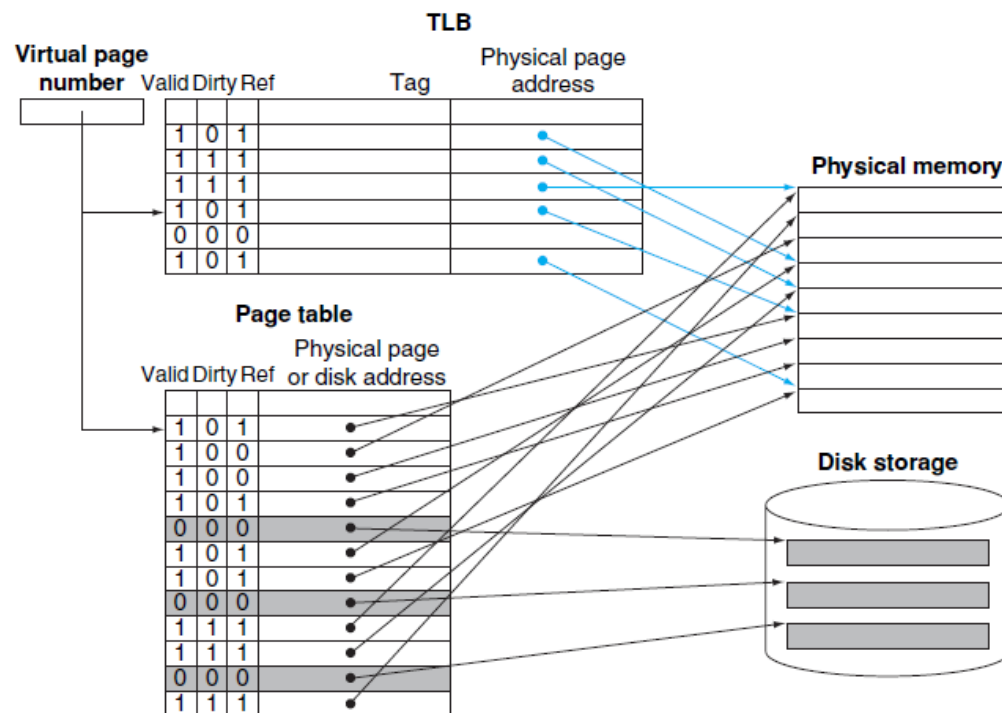 TLB
Virtual page
number
Valid Dirty Ref
Tag
Physical page
address
1 0 1
1 1 1
1 1 1
1 0 1
0 0 0
1 0 1
Physical memory
Page table
Valid Dirty Ref
Physical page
or disk address
1 0 1
1 0 0
1 0 0
1 0 1
0 0 0
1 0 1
1 0 1
0 0 0
1 1 1
1 1 1
0 0 0
1 1 1
Disk storage